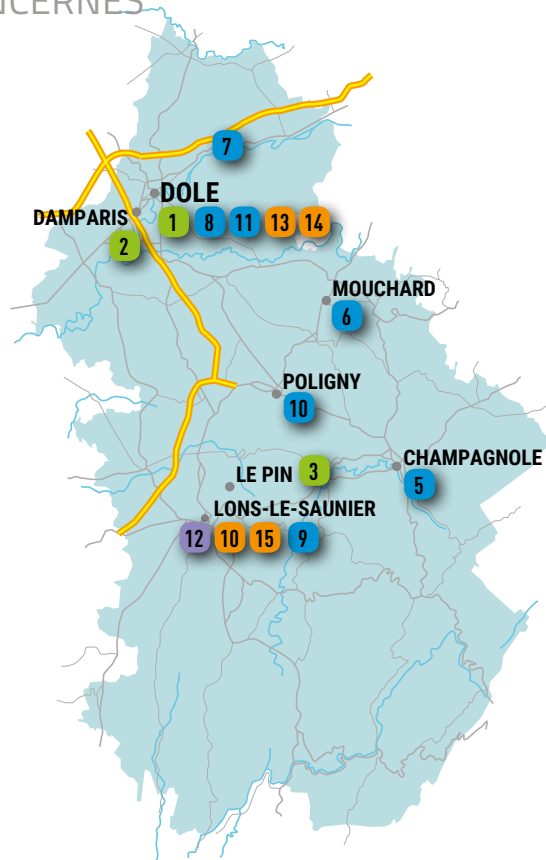 NCERNÉS
7
DOLE
DAMPARIS
1 8 11 13 14
2
MOUCHARD
6
POLIGNY
10
CHAMPAGNOLE
LE PIN 3
5
LONS-LE-SAUNIER
12 10 15 9